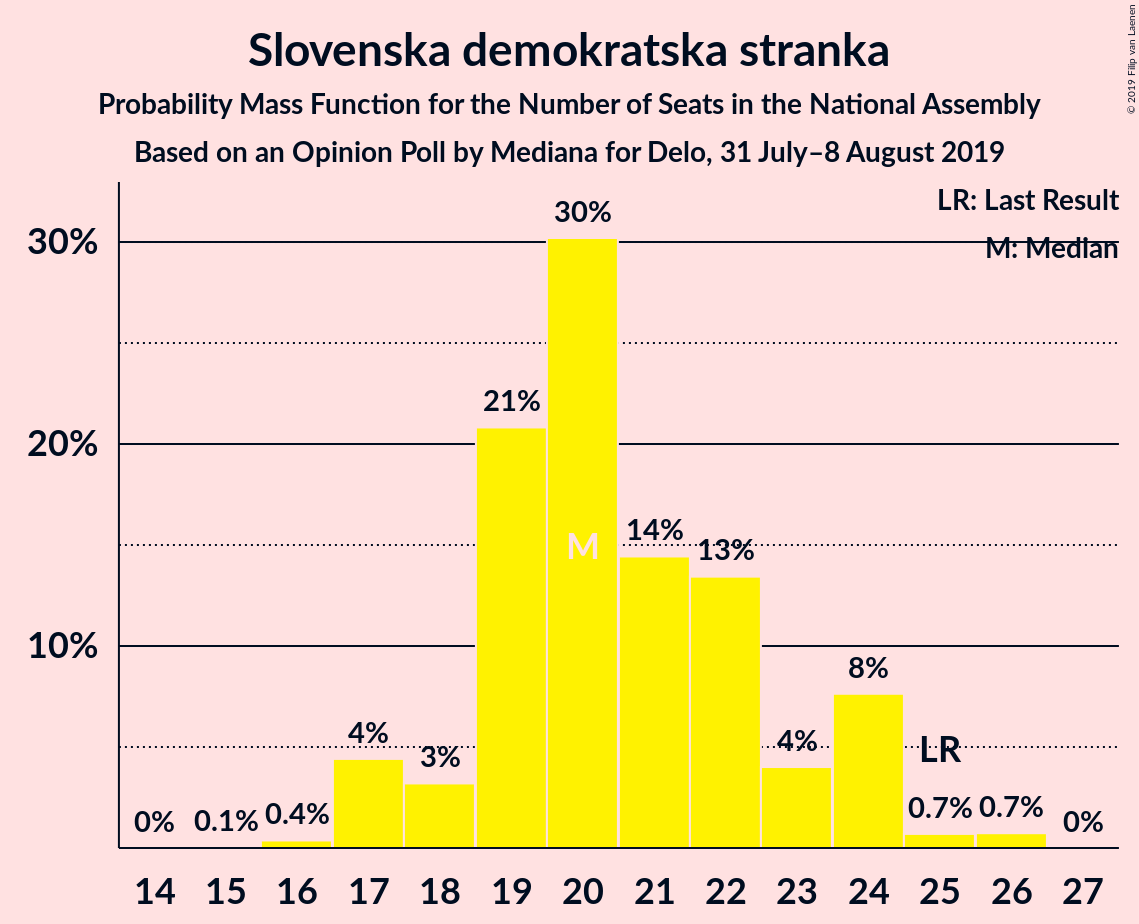 Slovenska demokratska stranka
Probability Mass Function for the Number of Seats in the National Assembly
Based on an Opinion Poll by Mediana for Delo, 31 July–8 August 2019
© 2019 Filip van Laenen
LR: Last Result
M: Median
30%
20%
10%
0%
0.1%
0.4%
4%
3%
21%
30%
14%
13%
4%
8%
0.7%
0.7%
0%
M
LR
14 15 16 17 18 19 20 21 22 23 24 25 26 27